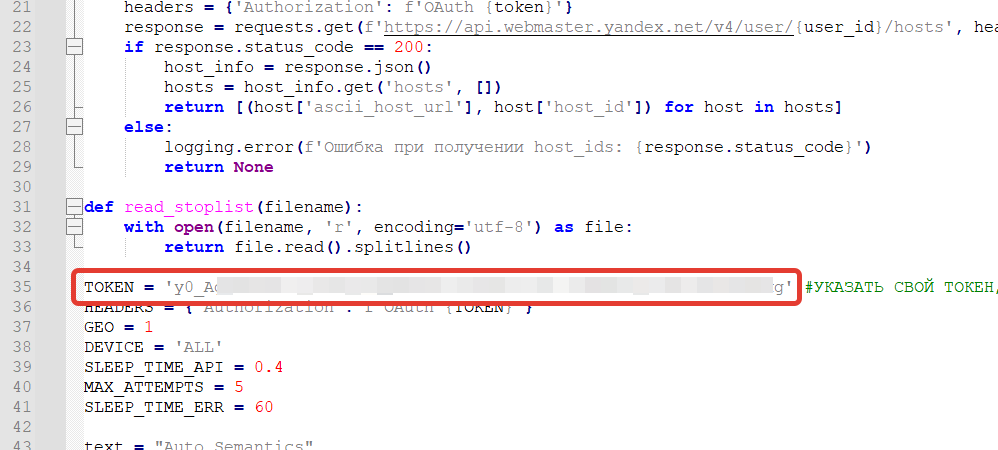 21 headers = {'Authorization': f'OAuth {token}'}
22 response = requests.get(f'https://api.webmaster.yandex.net/v4/user/{user_id}/hosts', hea
23 if response.status_code == 200:
24 host_info = response.json()
25 hosts = host_info.get('hosts', [])
26 return [(host['ascii_host_url'], host['host_id']) for host in hosts]
27 else:
28 logging.error(f'Ошибка при получении host_ids: {response.status_code}')
29 return None
30
31 def read_stoplist(filename):
32 with open(filename, 'r', encoding='utf-8') as file:
33 return file.read().splitlines()
34
35 TOKEN = 'y0_A g' #УКАЗАТЬ СВОЙ ТОКЕН,
36 HEADERS = {'Authorization': f'OAuth {TOKEN}'}
37 GEO = 1
38 DEVICE = 'ALL'
39 SLEEP_TIME_API = 0.4
40 MAX_ATTEMPTS = 5
41 SLEEP_TIME_ERR = 60
42
43 text = "Auto Semantics"